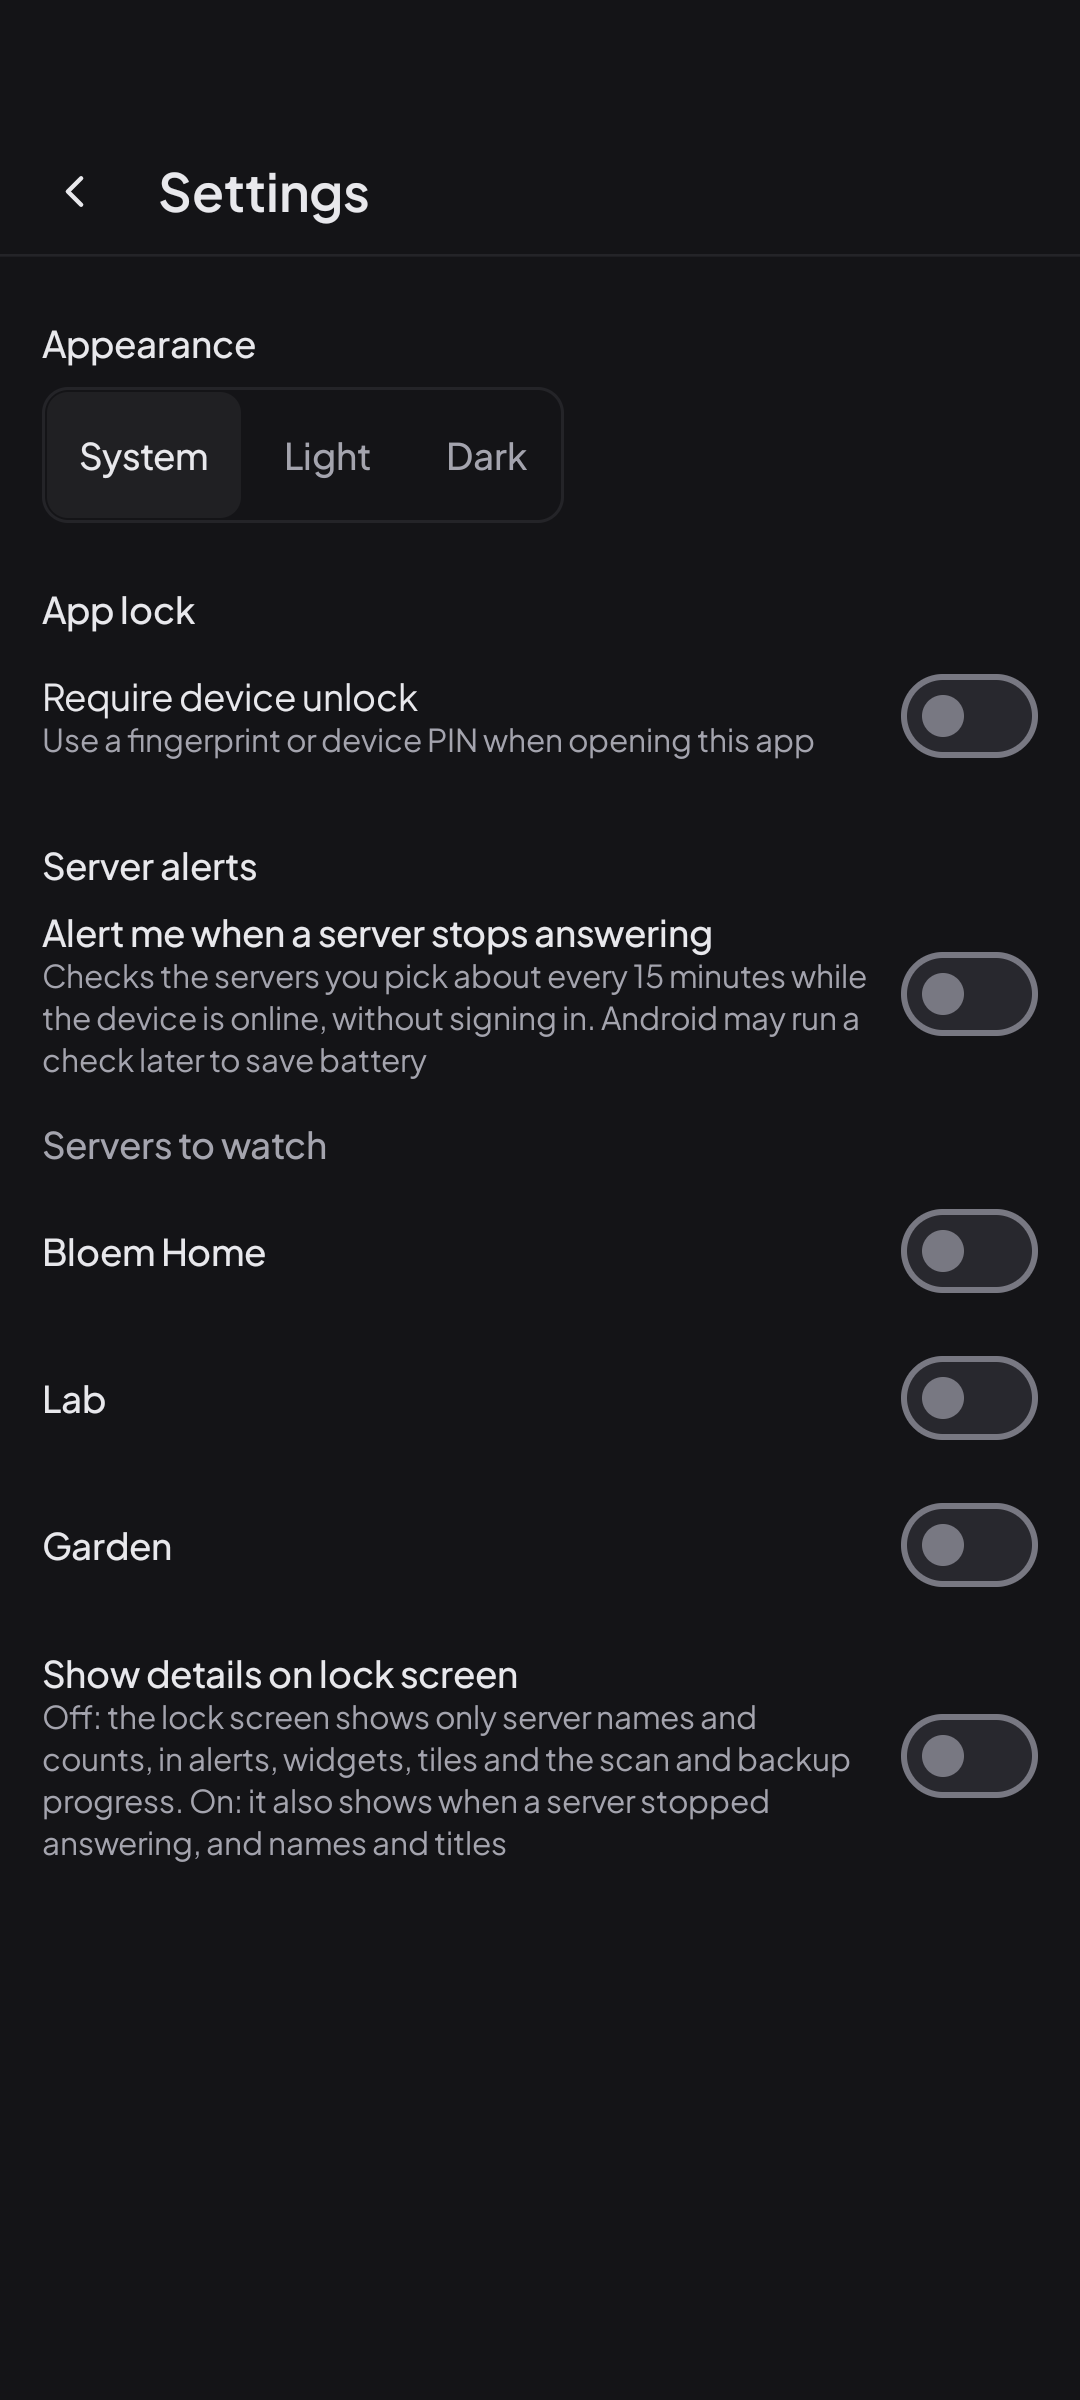 Settings
Appearance
System Light Dark
App lock
Require device unlock
Use a fingerprint or device PIN when opening this app
Server alerts
Alert me when a server stops answering
Checks the servers you pick about every 15 minutes while
the device is online, without signing in. Android may run a
check later to save battery
Servers to watch
Bloem Home
Lab
Garden
Show details on lock screen
Off: the lock screen shows only server names and
counts, in alerts, widgets, tiles and the scan and backup
progress. On: it also shows when a server stopped
answering, and names and titles